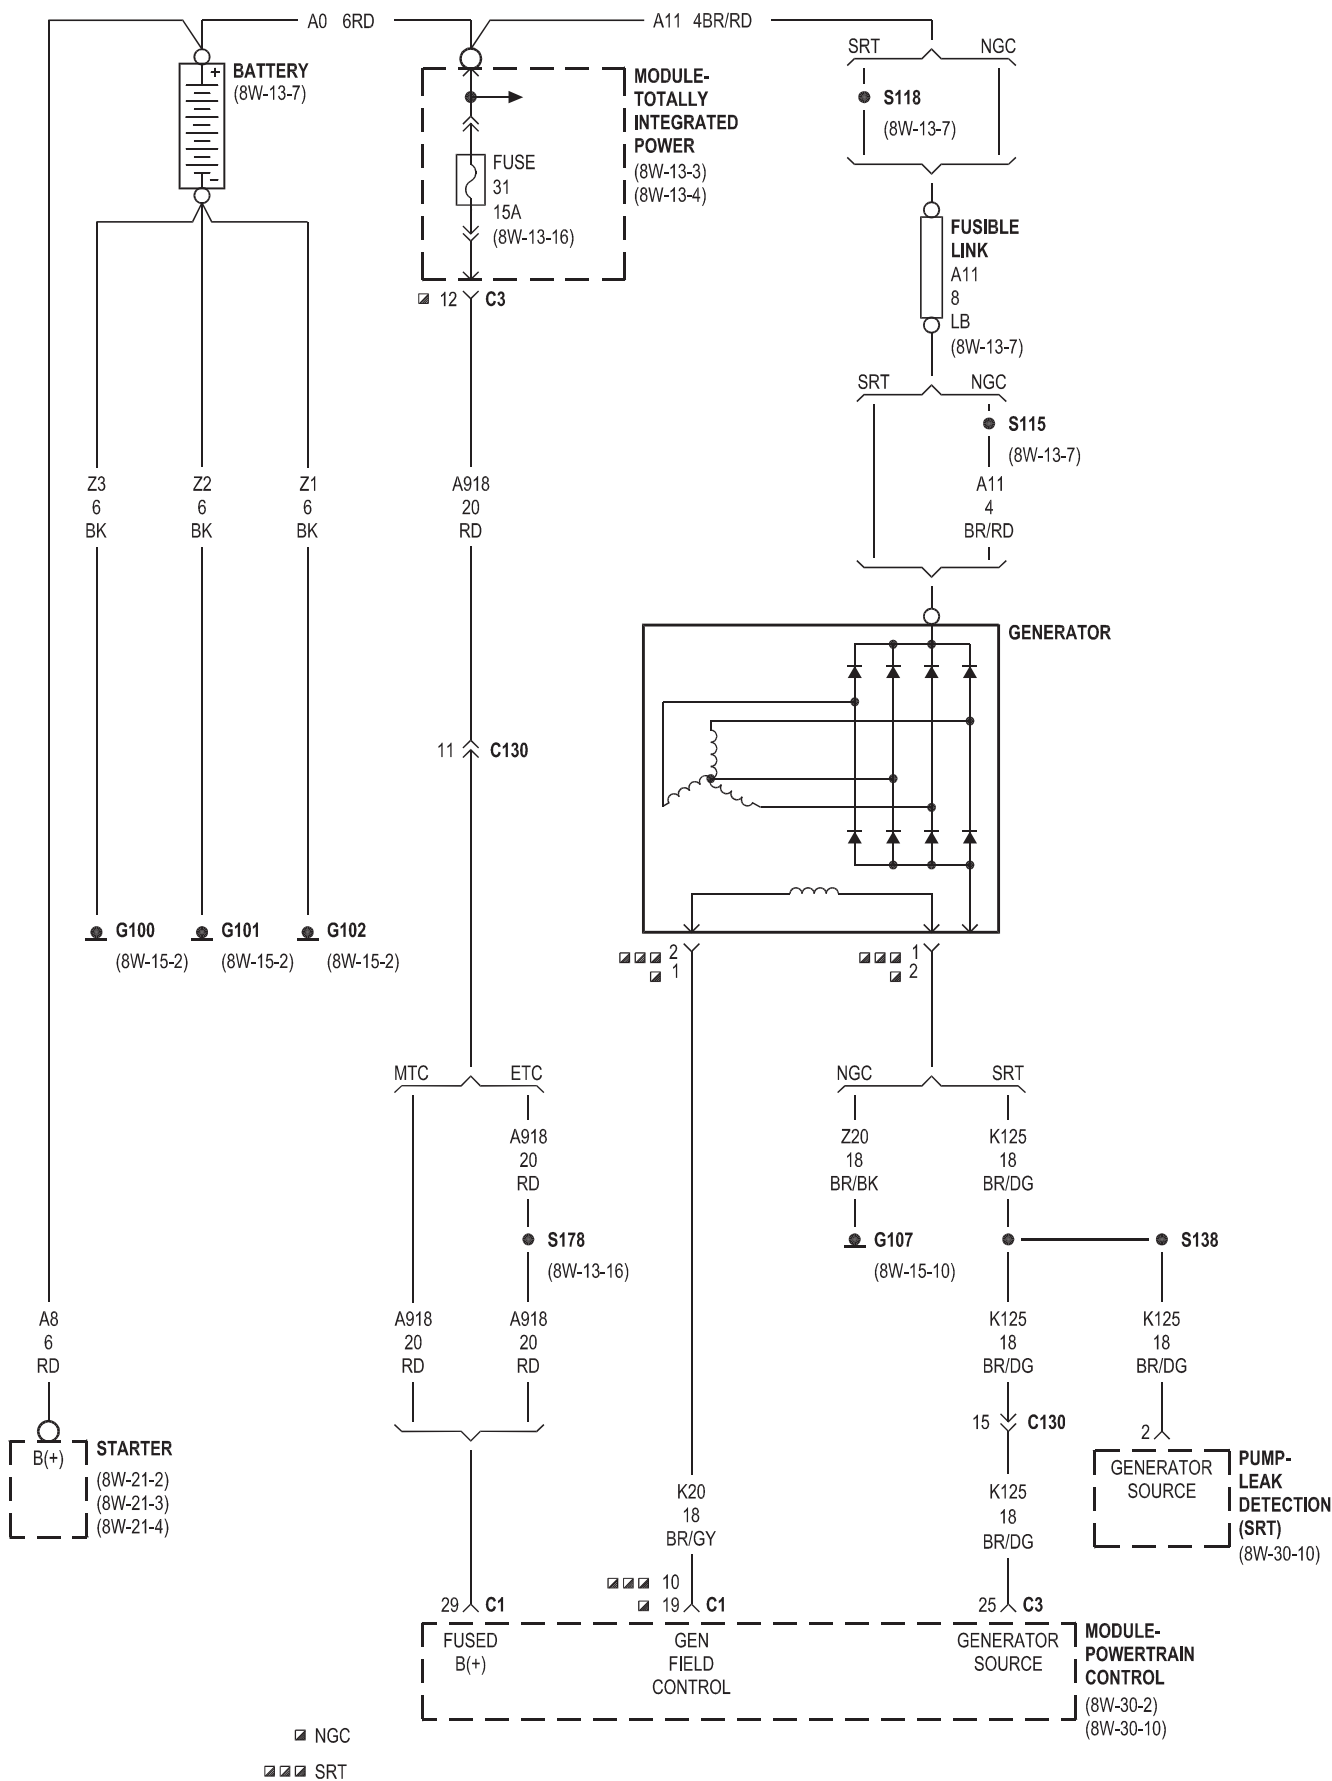 A0 6RD
A11 4BR/RD
SRT
NGC
BATTERY
(8W-13-7)
+
−
MODULE-
TOTALLY
INTEGRATED
POWER
(8W-13-3)
(8W-13-4)
FUSE
31
15A
(8W-13-16)
12
C3
S118
(8W-13-7)
FUSIBLE
LINK
A11
8
LB
(8W-13-7)
SRT
NGC
S115
(8W-13-7)
A11
4
BR/RD
Z3
6
BK
Z2
6
BK
Z1
6
BK
A918
20
RD
GENERATOR
11
C130
G100
(8W-15-2)
G101
(8W-15-2)
G102
(8W-15-2)
2
1
1
2
MTC
ETC
NGC
SRT
A918
20
RD
S178
(8W-13-16)
Z20
18
BR/BK
G107
(8W-15-10)
K125
18
BR/DG
S138
A8
6
RD
A918
20
RD
A918
20
RD
K125
18
BR/DG
K125
18
BR/DG
15
C130
2
B(+)
STARTER
(8W-21-2)
(8W-21-3)
(8W-21-4)
GENERATOR
SOURCE
PUMP-
LEAK
DETECTION
(SRT)
(8W-30-10)
K20
18
BR/GY
K125
18
BR/DG
29
C1
10
19
C1
25
C3
FUSED
B(+)
GEN
FIELD
CONTROL
GENERATOR
SOURCE
MODULE-
POWERTRAIN
CONTROL
(8W-30-2)
(8W-30-10)
NGC
SRT